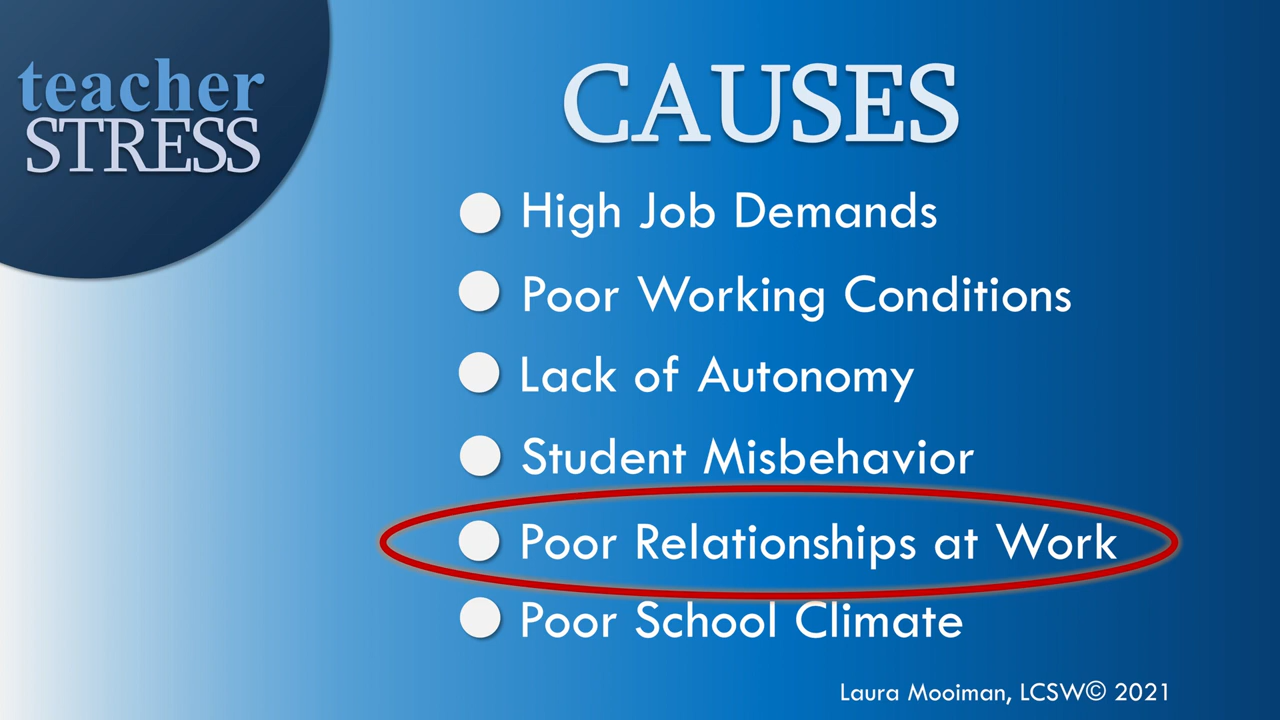 teacher
STRESS
CAUSES
High Job Demands
Poor Working Conditions
Lack of Autonomy
Student Misbehavior
Poor Relationships at Work
Poor School Climate
Laura Mooiman, LCSW© 2021